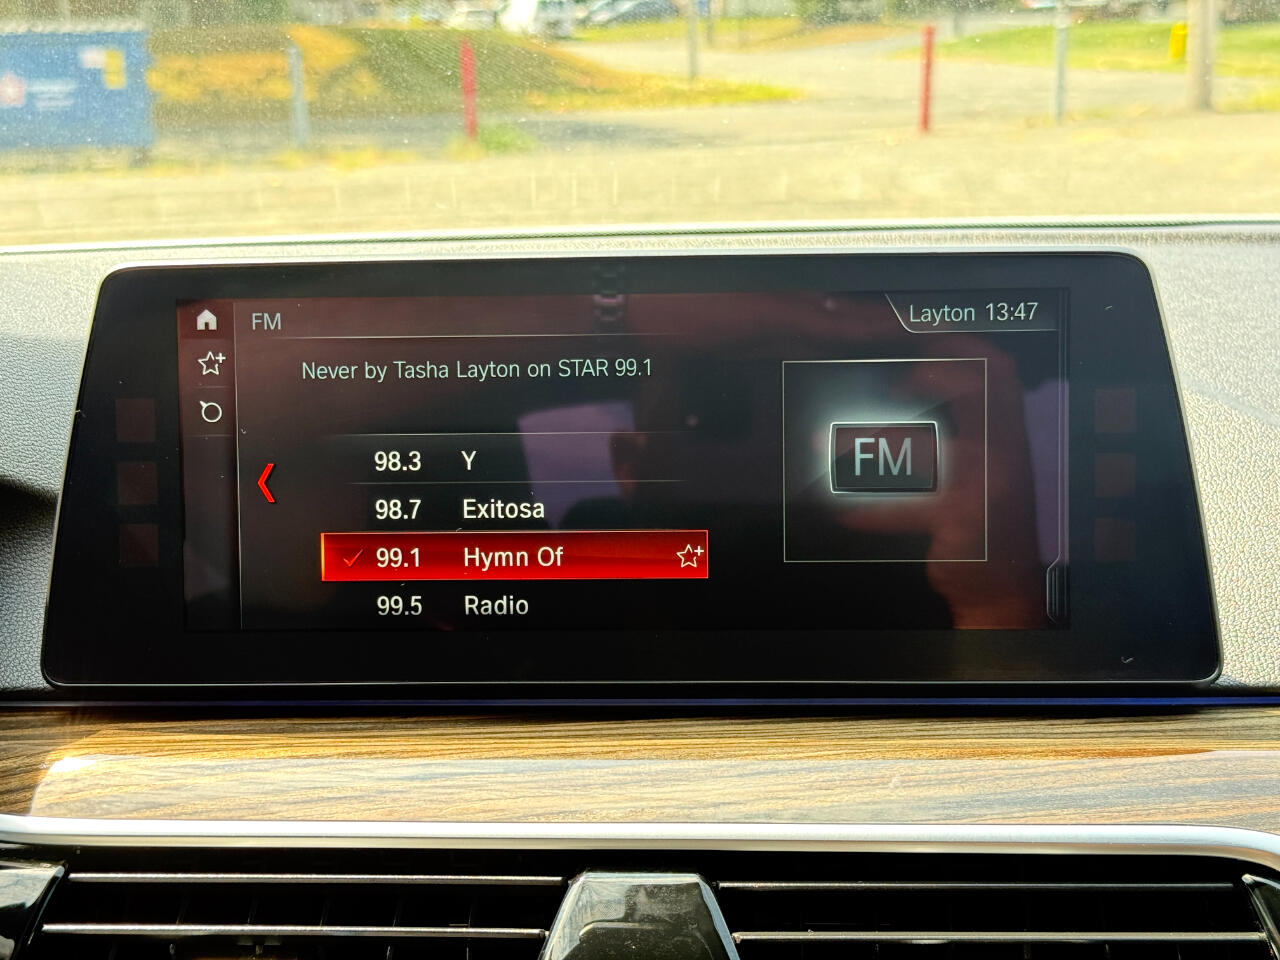 FM
Layton 13:47
Never by Tasha Layton on STAR 99.1
98.3 Y
98.7 Exitosa
99.1 Hymn Of
99.5 Radio
FM